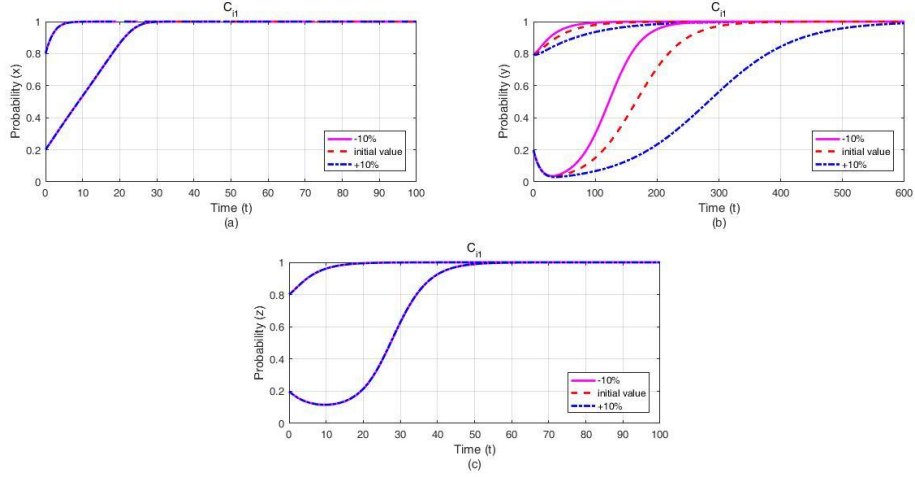 C_i1
Probability (x)
1
0.8
0.6
0.4
0.2
0
-10%
initial value
+10%
0 10 20 30 40 50 60 70 80 90 100
Time (t)
(a)
C_i1
Probability (y)
1
0.8
0.6
0.4
0.2
0
-10%
initial value
+10%
0 100 200 300 400 500 600
Time (t)
(b)
C_i1
Probability (z)
1
0.8
0.6
0.4
0.2
0
-10%
initial value
+10%
0 10 20 30 40 50 60 70 80 90 100
Time (t)
(c)